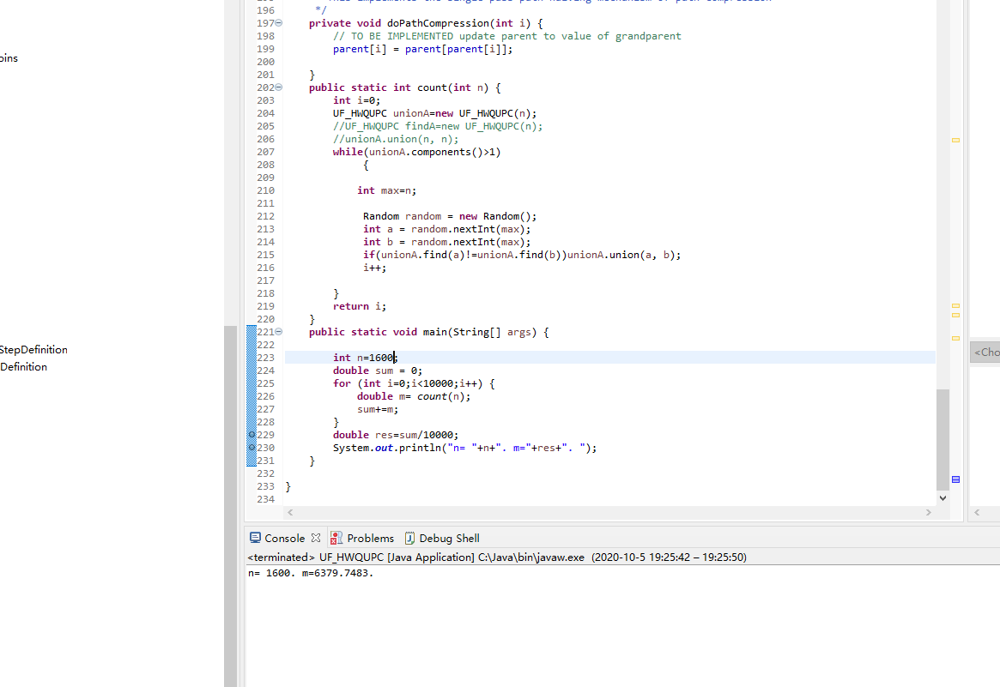 oins
StepDefinition
Definition
196 */
197 private void doPathCompression(int i) {
198 // TO BE IMPLEMENTED update parent to value of grandparent
199 parent[i] = parent[parent[i]];
200
201 }
202 public static int count(int n) {
203 int i=0;
204 UF_HWQUPC unionA=new UF_HWQUPC(n);
205 //UF_HWQUPC findA=new UF_HWQUPC(n);
206 //unionA.union(n, n);
207 while(unionA.components()>1)
208 {
209
210 int max=n;
211
212 Random random = new Random();
213 int a = random.nextInt(max);
214 int b = random.nextInt(max);
215 if(unionA.find(a)!=unionA.find(b))unionA.union(a, b);
216 i++;
217
218 }
219 return i;
220 }
221 public static void main(String[] args) {
222
223 int n=1600;
224 double sum = 0;
225 for (int i=0;i<10000;i++) {
226 double m= count(n);
227 sum+=m;
228 }
229 double res=sum/10000;
230 System.out.println("n= "+n+". m="+res+". ");
231 }
232
233 }
234
<Cho
Console Problems Debug Shell
<terminated> UF_HWQUPC [Java Application] C:\Java\bin\javaw.exe (2020-10-5 19:25:42 – 19:25:50)
n= 1600. m=6379.7483.